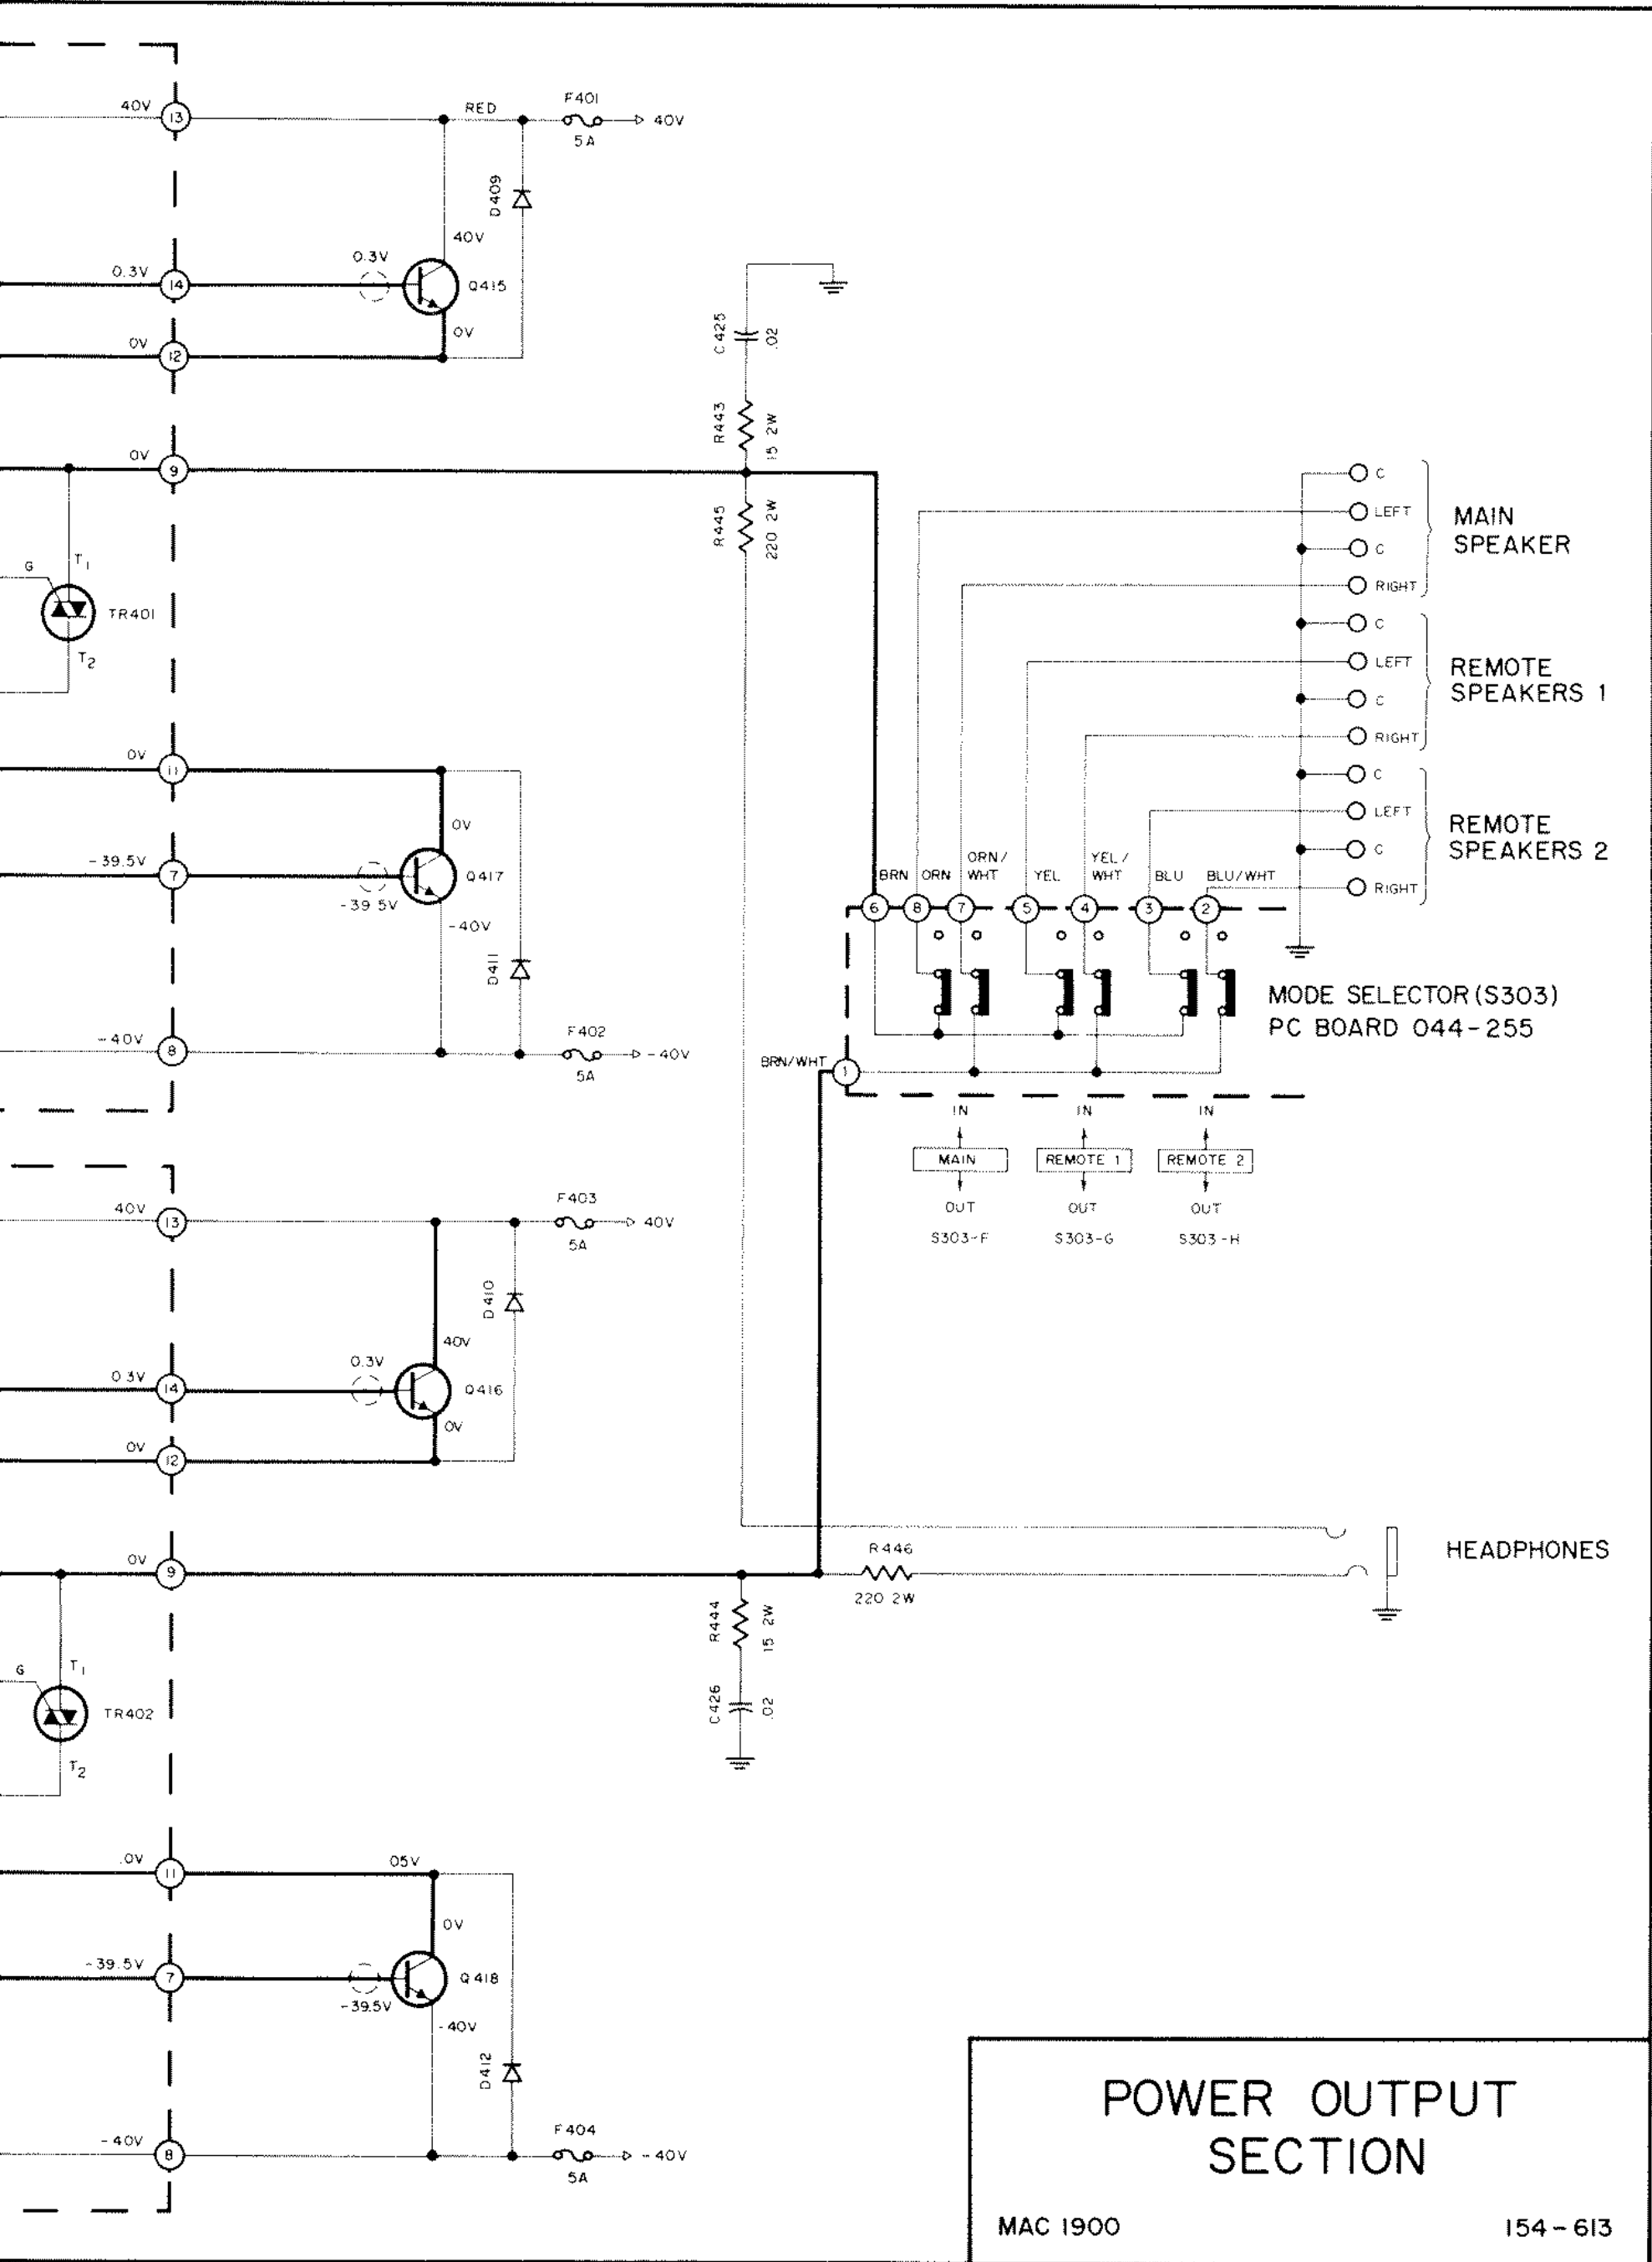 40V
13
RED
F401
5A
40V
D409
40V
0.3V
14
0.3V
Q415
0V
12
0V
C425
.02
R443
15 2W
0V
9
R445
220 2W
G
T1
TR401
T2
0V
11
0V
-39.5V
7
-39 5V
Q417
-40V
D411
-40V
8
F402
5A
-40V
C
LEFT
C
RIGHT
MAIN
SPEAKER
C
LEFT
C
RIGHT
REMOTE
SPEAKERS 1
C
LEFT
C
RIGHT
REMOTE
SPEAKERS 2
BRN
ORN
ORN/
WHT
YEL
YEL/
WHT
BLU
BLU/WHT
6
8
7
5
4
3
2
MODE SELECTOR (S303)
PC BOARD 044-255
BRN/WHT
1
IN
IN
IN
MAIN
REMOTE 1
REMOTE 2
OUT
OUT
OUT
S303-F
S303-G
S303-H
40V
13
F403
5A
40V
D410
40V
0 3V
14
0.3V
Q416
0V
0V
12
0V
9
R446
220 2W
HEADPHONES
R444
15 2W
C426
.02
G
T1
TR402
T2
.0V
11
05V
0V
-39.5V
7
-39.5V
Q418
-40V
D412
-40V
8
F404
5A
-40V
POWER OUTPUT
SECTION
MAC 1900
154-613